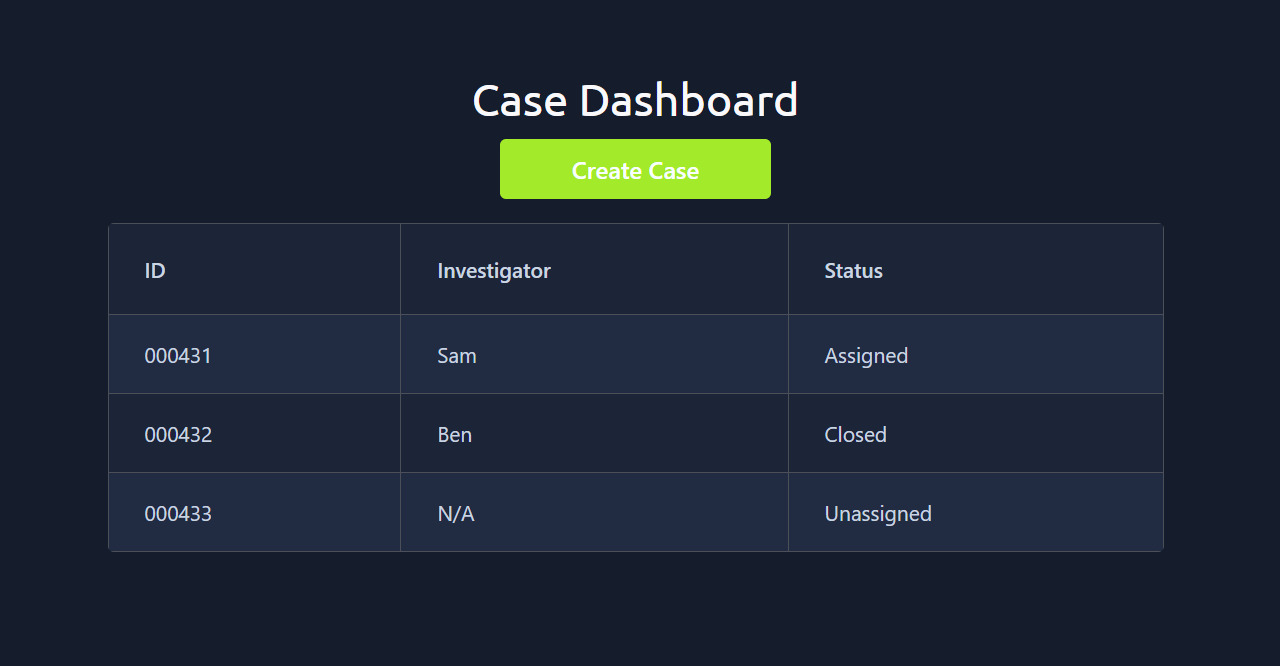 Case Dashboard
Create Case
ID Investigator Status
000431 Sam Assigned
000432 Ben Closed
000433 N/A Unassigned